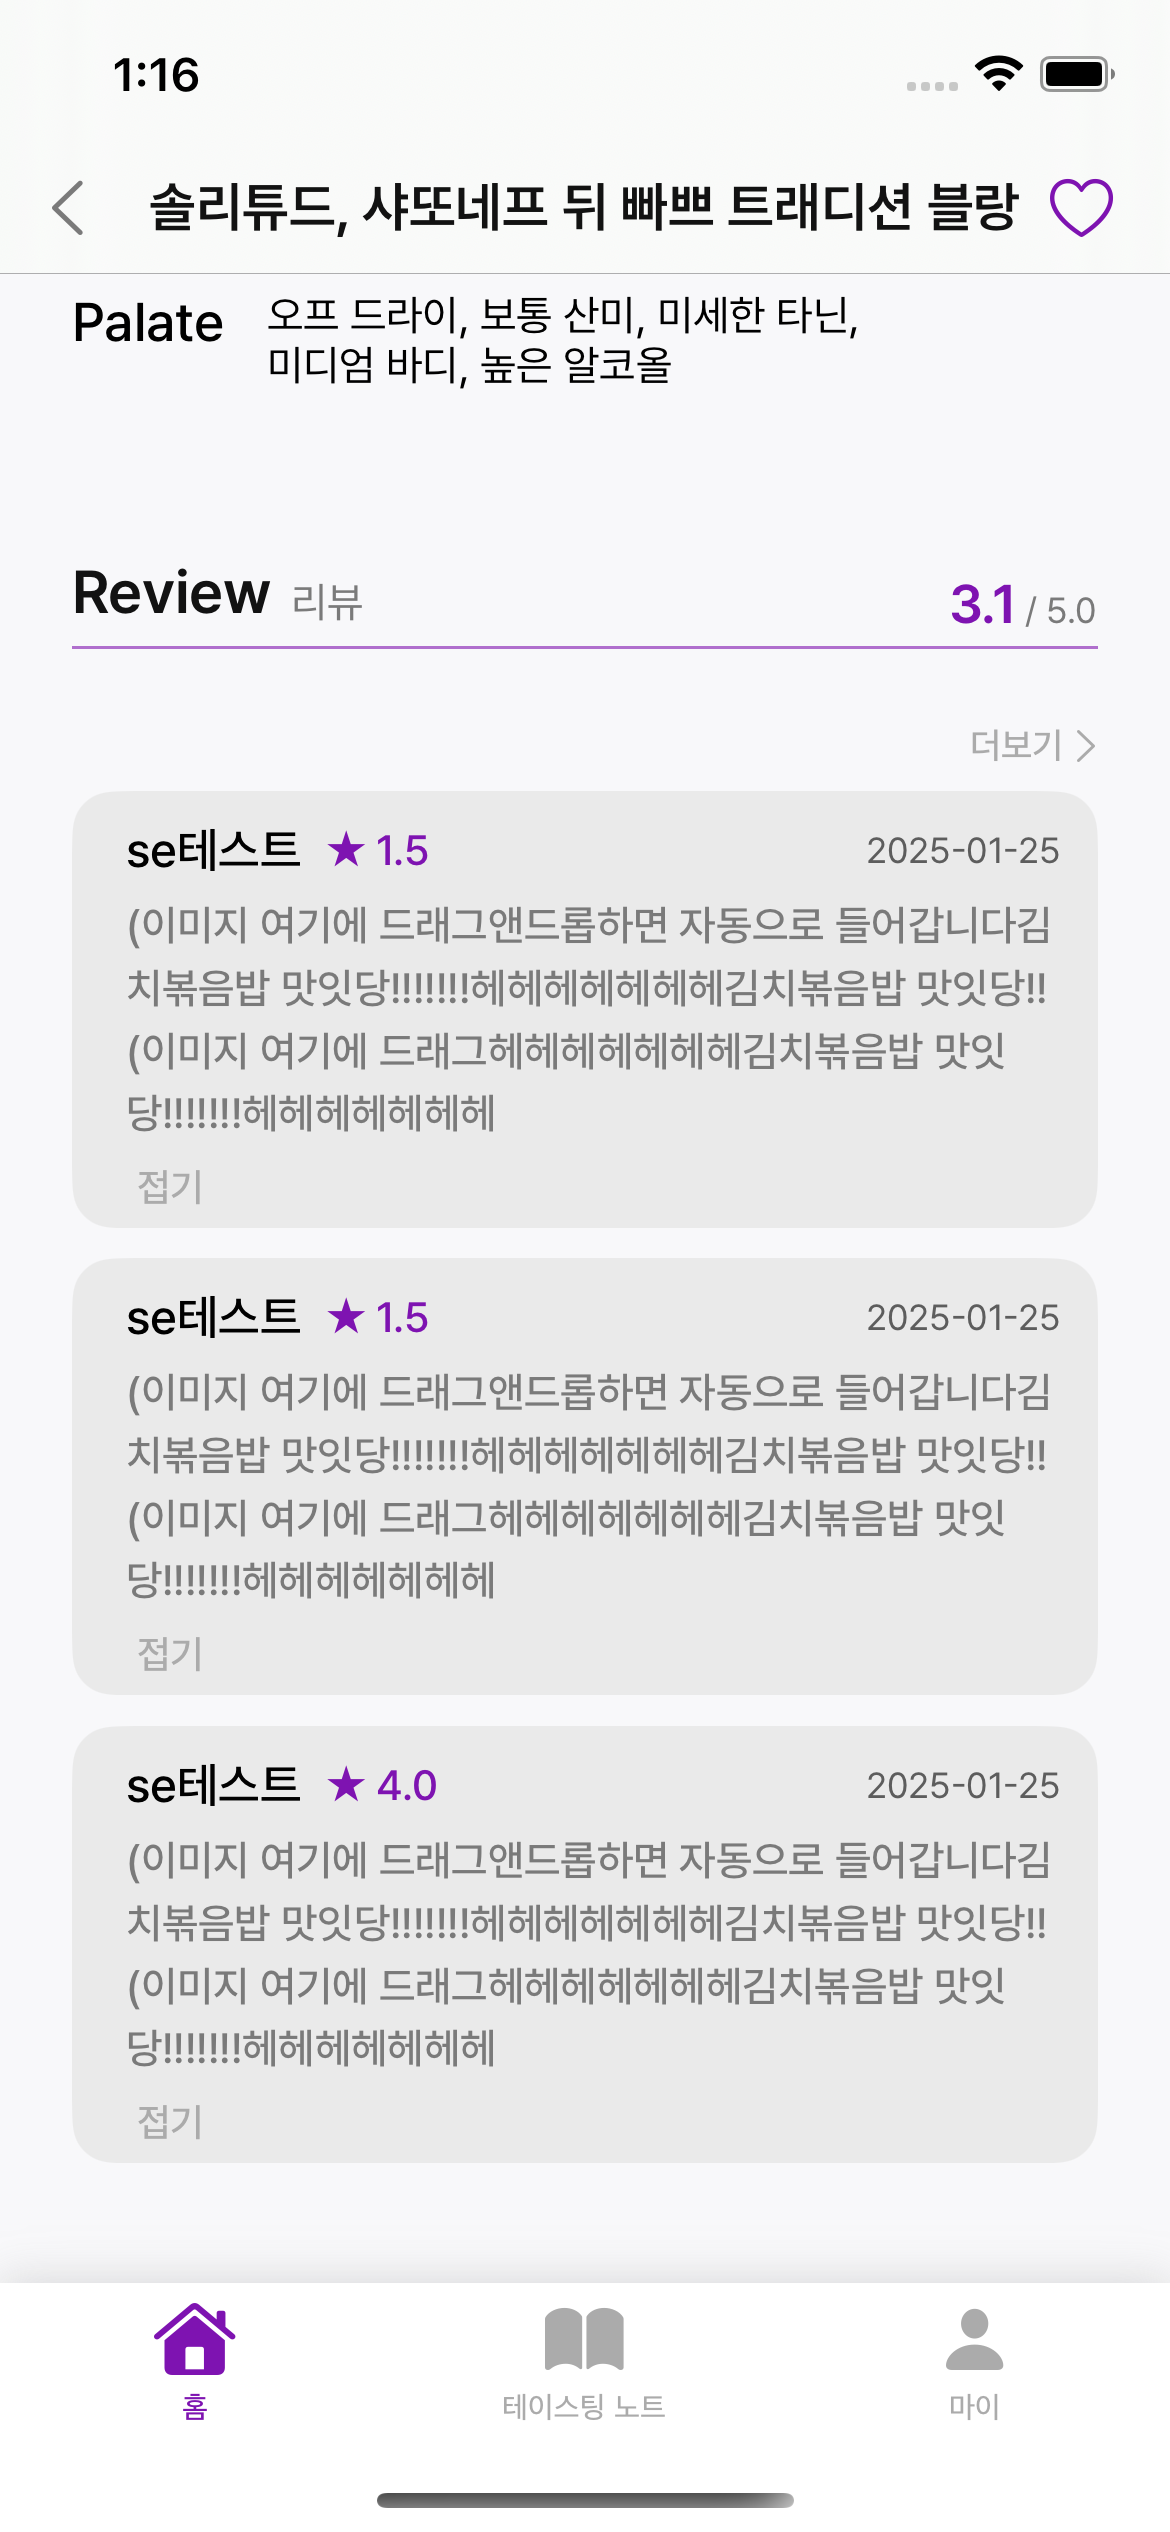 1:16
솔리튜드, 샤또네프 뒤 빠쁘 트래디션 블랑
Palate
오프 드라이, 보통 산미, 미세한 타닌,
미디엄 바디, 높은 알코올
Review 리뷰
3.1 / 5.0
더보기
se테스트 ★ 1.5 2025-01-25
(이미지 여기에 드래그앤드롭하면 자동으로 들어갑니다김
치볶음밥 맛잇당!!!!!!!헤헤헤헤헤헤헤김치볶음밥 맛잇당!!
(이미지 여기에 드래그헤헤헤헤헤헤헤김치볶음밥 맛잇
당!!!!!!!헤헤헤헤헤헤헤
접기
se테스트 ★ 1.5 2025-01-25
(이미지 여기에 드래그앤드롭하면 자동으로 들어갑니다김
치볶음밥 맛잇당!!!!!!!헤헤헤헤헤헤헤김치볶음밥 맛잇당!!
(이미지 여기에 드래그헤헤헤헤헤헤헤김치볶음밥 맛잇
당!!!!!!!헤헤헤헤헤헤헤
접기
se테스트 ★ 4.0 2025-01-25
(이미지 여기에 드래그앤드롭하면 자동으로 들어갑니다김
치볶음밥 맛잇당!!!!!!!헤헤헤헤헤헤헤김치볶음밥 맛잇당!!
(이미지 여기에 드래그헤헤헤헤헤헤헤김치볶음밥 맛잇
당!!!!!!!헤헤헤헤헤헤헤
접기
홈
테이스팅 노트
마이